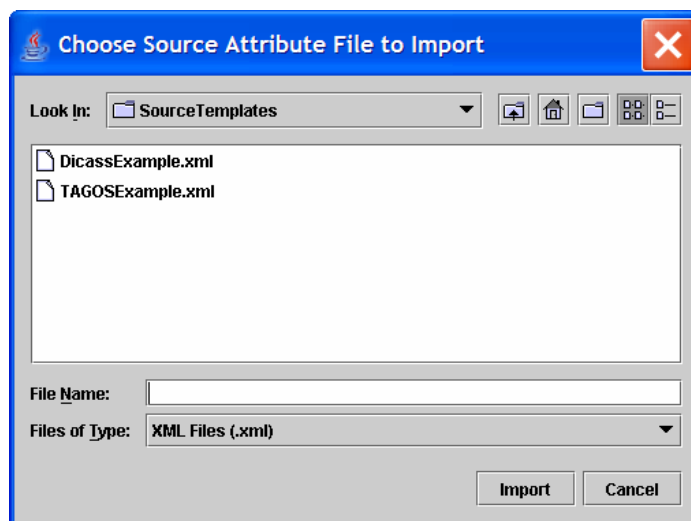 Choose Source Attribute File to Import
Look In: SourceTemplates
DicassExample.xml
TAGOSExample.xml
File Name:
Files of Type: XML Files (.xml)
Import Cancel